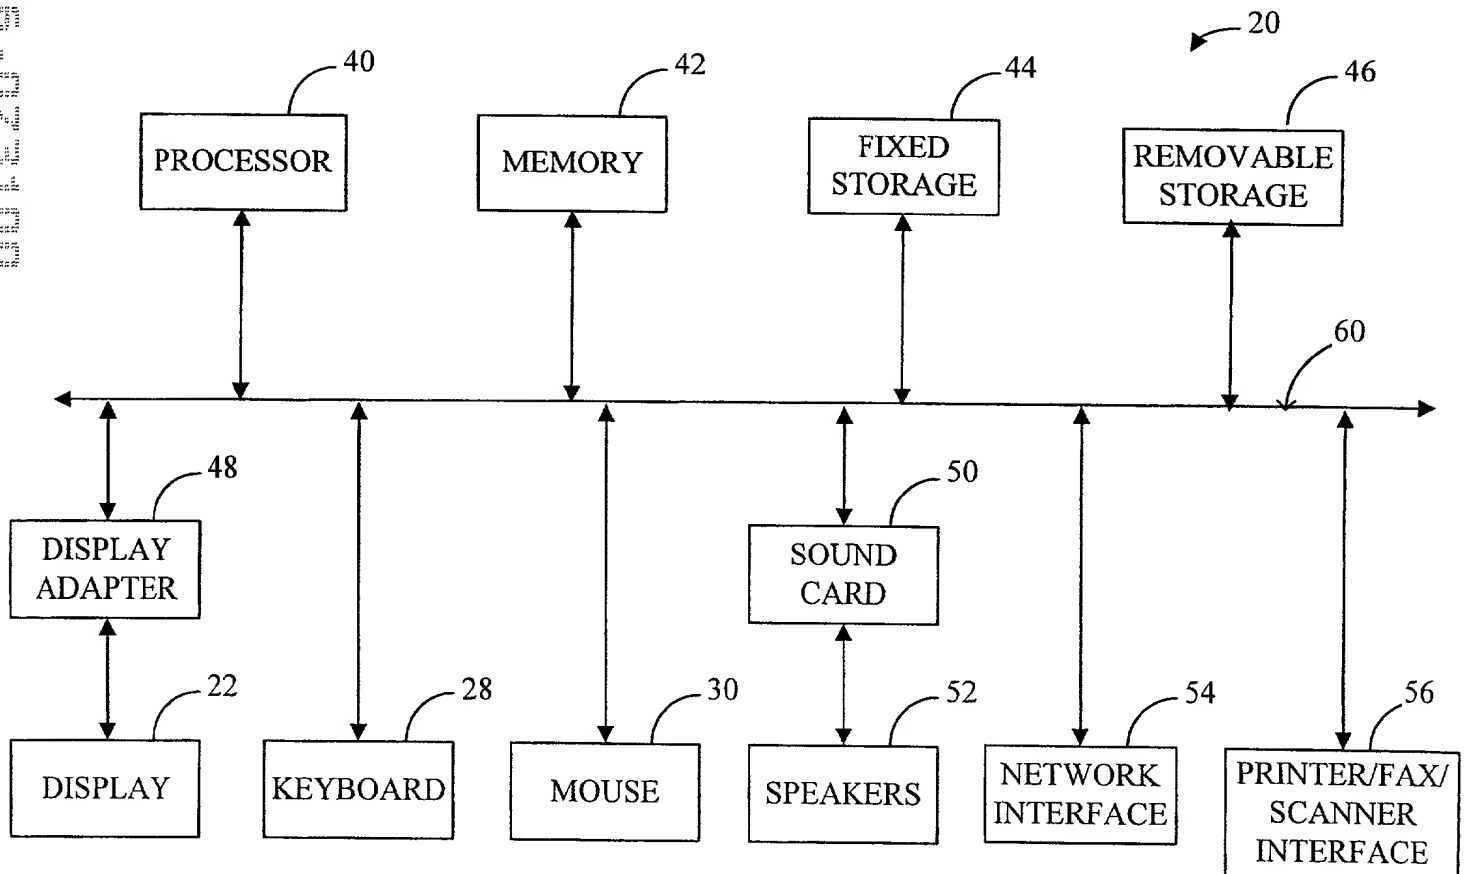 20
40
42
44
46
PROCESSOR
MEMORY
FIXED
STORAGE
REMOVABLE
STORAGE
60
48
50
DISPLAY
ADAPTER
SOUND
CARD
22
28
30
52
54
56
DISPLAY
KEYBOARD
MOUSE
SPEAKERS
NETWORK
INTERFACE
PRINTER/FAX/
SCANNER
INTERFACE